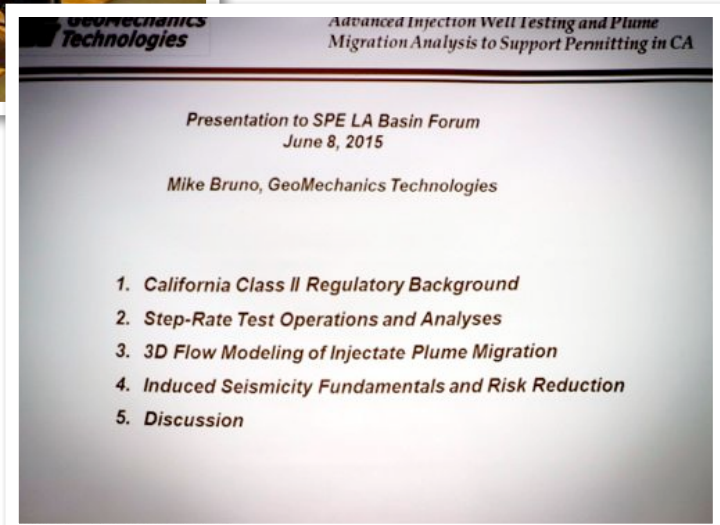 GeoMechanics
Technologies
Advanced Injection Well Testing and Plume
Migration Analysis to Support Permitting in CA
Presentation to SPE LA Basin Forum
June 8, 2015
Mike Bruno, GeoMechanics Technologies
1. California Class II Regulatory Background
2. Step-Rate Test Operations and Analyses
3. 3D Flow Modeling of Injectate Plume Migration
4. Induced Seismicity Fundamentals and Risk Reduction
5. Discussion